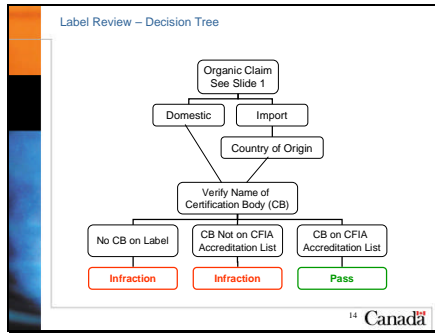 Label Review – Decision Tree
Organic Claim
See Slide 1
Domestic
Import
Country of Origin
Verify Name of
Certification Body (CB)
No CB on Label
CB Not on CFIA
Accreditation List
CB on CFIA
Accreditation List
Infraction
Infraction
Pass
14
Canada